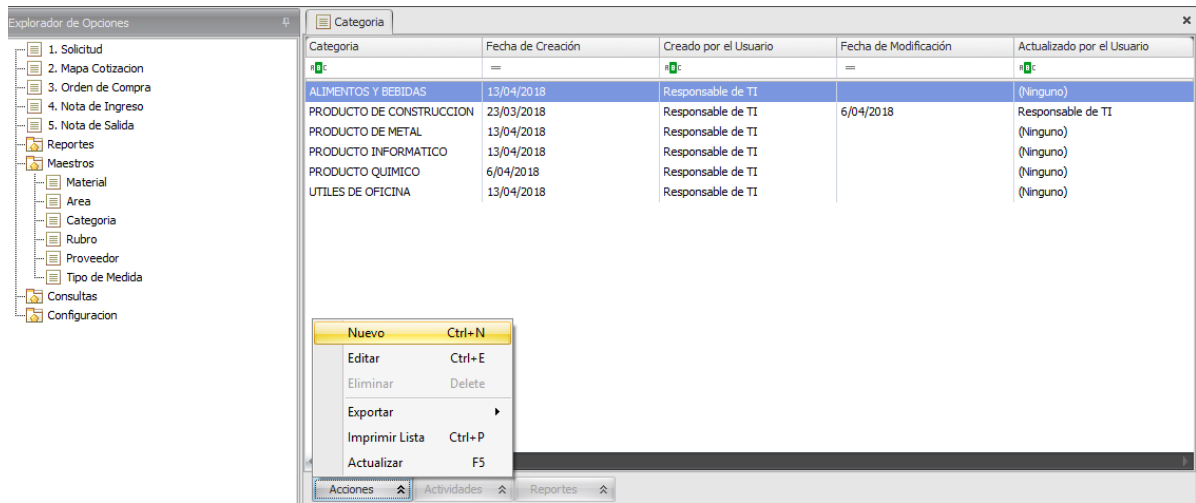 Explorador de Opciones
1. Solicitud
2. Mapa Cotizacion
3. Orden de Compra
4. Nota de Ingreso
5. Nota de Salida
Reportes
Maestros
Material
Area
Categoria
Rubro
Proveedor
Tipo de Medida
Consultas
Configuracion
Categoria
Categoria Fecha de Creación Creado por el Usuario Fecha de Modificación Actualizado por el Usuario
ABC = ABC = ABC
ALIMENTOS Y BEBIDAS 13/04/2018 Responsable de TI (Ninguno)
PRODUCTO DE CONSTRUCCION 23/03/2018 Responsable de TI 6/04/2018 Responsable de TI
PRODUCTO DE METAL 13/04/2018 Responsable de TI (Ninguno)
PRODUCTO INFORMATICO 13/04/2018 Responsable de TI (Ninguno)
PRODUCTO QUIMICO 6/04/2018 Responsable de TI (Ninguno)
UTILES DE OFICINA 13/04/2018 Responsable de TI (Ninguno)
Nuevo Ctrl+N
Editar Ctrl+E
Eliminar Delete
Exportar
Imprimir Lista Ctrl+P
Actualizar F5
Acciones Actividades Reportes